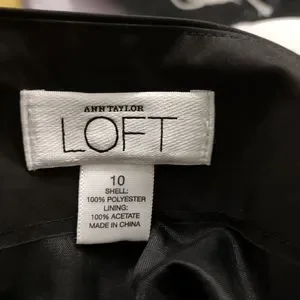 ANN TAYLOR
LOFT
10
SHELL:
100% POLYESTER
LINING:
100% ACETATE
MADE IN CHINA